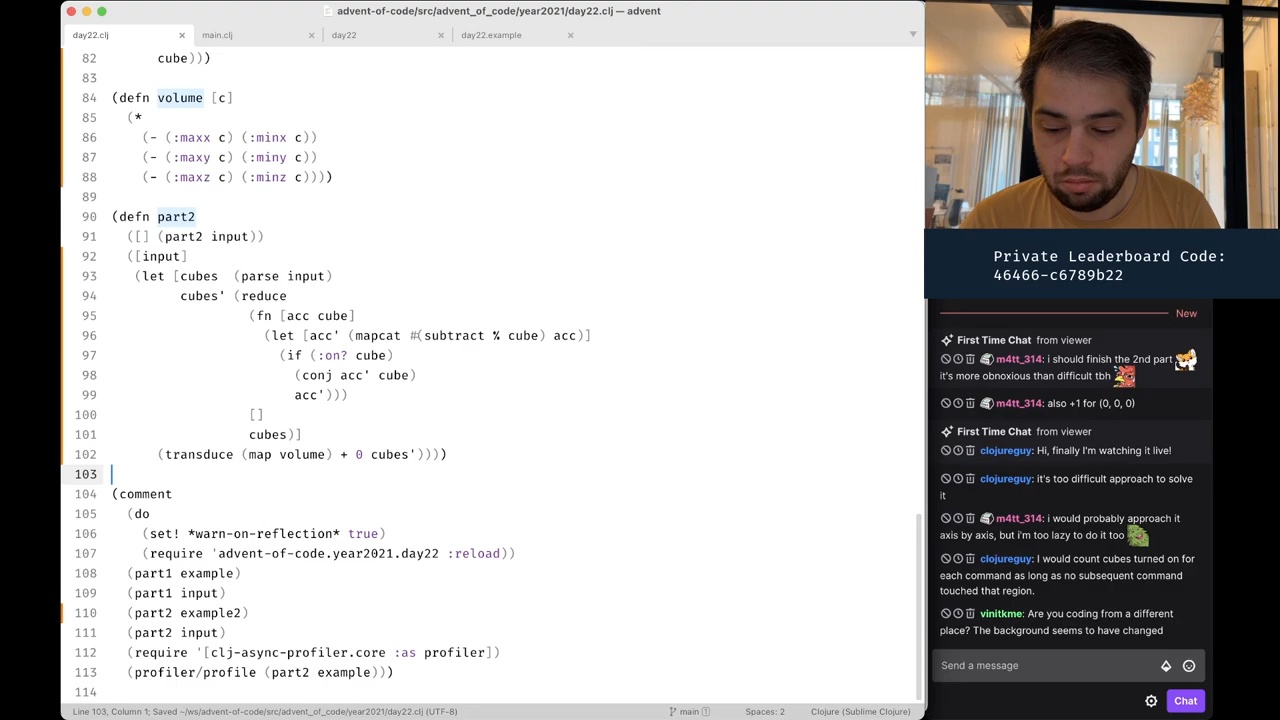 advent-of-code/src/advent_of_code/year2021/day22.clj — advent
day22.clj × main.clj × day22 × day22.example ×
82 cube)))
83
84 (defn volume [c]
85 (*
86 (- (:maxx c) (:minx c))
87 (- (:maxy c) (:miny c))
88 (- (:maxz c) (:minz c))))
89
90 (defn part2
91 ([] (part2 input))
92 ([input]
93 (let [cubes (parse input)
94 cubes' (reduce
95 (fn [acc cube]
96 (let [acc' (mapcat #(subtract % cube) acc)]
97 (if (:on? cube)
98 (conj acc' cube)
99 acc')))
100 []
101 cubes)]
102 (transduce (map volume) + 0 cubes'))))
103
104 (comment
105 (do
106 (set! *warn-on-reflection* true)
107 (require 'advent-of-code.year2021.day22 :reload))
108 (part1 example)
109 (part1 input)
110 (part2 example2)
111 (part2 input)
112 (require '[clj-async-profiler.core :as profiler])
113 (profiler/profile (part2 example)))
114
Line 103, Column 1; Saved ~/ws/advent-of-code/src/advent_of_code/year2021/day22.clj (UTF-8) main 1 Spaces: 2 Clojure (Sublime Clojure)
Private Leaderboard Code:
46466-c6789b22
New
First Time Chat from viewer
m4tt_314: i should finish the 2nd part
it's more obnoxious than difficult tbh
m4tt_314: also +1 for (0, 0, 0)
First Time Chat from viewer
clojureguy: Hi, finally I'm watching it live!
clojureguy: it's too difficult approach to solve
it
m4tt_314: i would probably approach it
axis by axis, but i'm too lazy to do it too
clojureguy: I would count cubes turned on for
each command as long as no subsequent command
touched that region.
vinitkme: Are you coding from a different
place? The background seems to have changed
Send a message
Chat